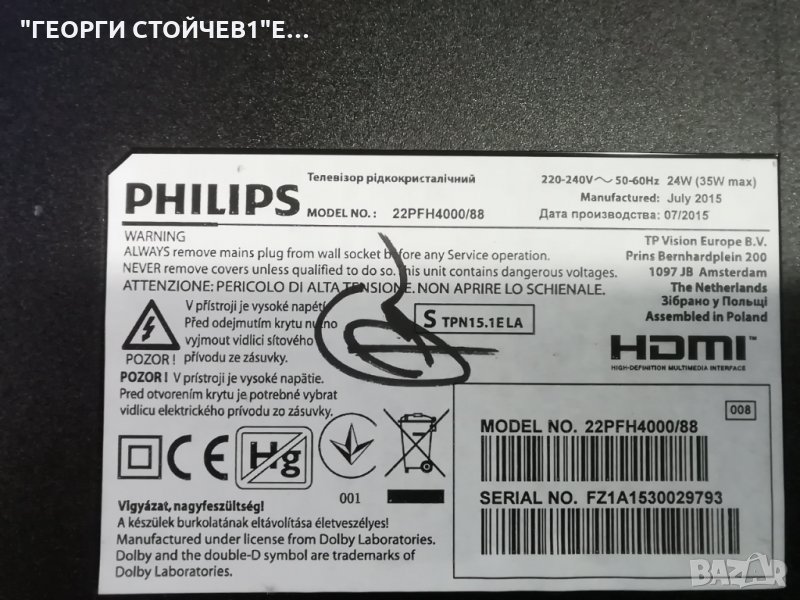 "ГЕОРГИ СТОЙЧЕВ1"Е...
PHILIPS
Телевізор рідкокристалічний
MODEL NO.: 22PFH4000/88
220-240V～ 50-60Hz 24W (35W max)
Manufactured: July 2015
Дата производства: 07/2015
WARNING
ALWAYS remove mains plug from wall socket before any Service operation.
NEVER remove covers unless qualified to do so. This unit contains dangerous voltages.
ATTENZIONE: PERICOLO DI ALTA TENSIONE. NON APRIRE LO SCHIENALE.
TP Vision Europe B.V.
Prins Bernhardplein 200
1097 JB Amsterdam
The Netherlands
Зібрано у Польщі
Assembled in Poland
V přístroji je vysoké napětí
Před odejmutím krytu nutno
vyjmout vidlici síťového
přívodu ze zásuvky.
POZOR!
S TPN15.1E LA
HDMI™
HIGH-DEFINITION MULTIMEDIA INTERFACE
POZOR! V prístroji je vysoké napätie.
Pred otvorením krytu je potrebné vybrat
vidlicu elektrického prívodu zo zásuvky.
CE
Hg
001
008
MODEL NO. 22PFH4000/88
SERIAL NO. FZ1A1530029793
Vigyázat, nagyfeszültség!
A készülek burkolatának eltávolítása életveszélyes!
Manufactured under license from Dolby Laboratories.
Dolby and the double-D symbol are trademarks of
Dolby Laboratories.
BAZAR